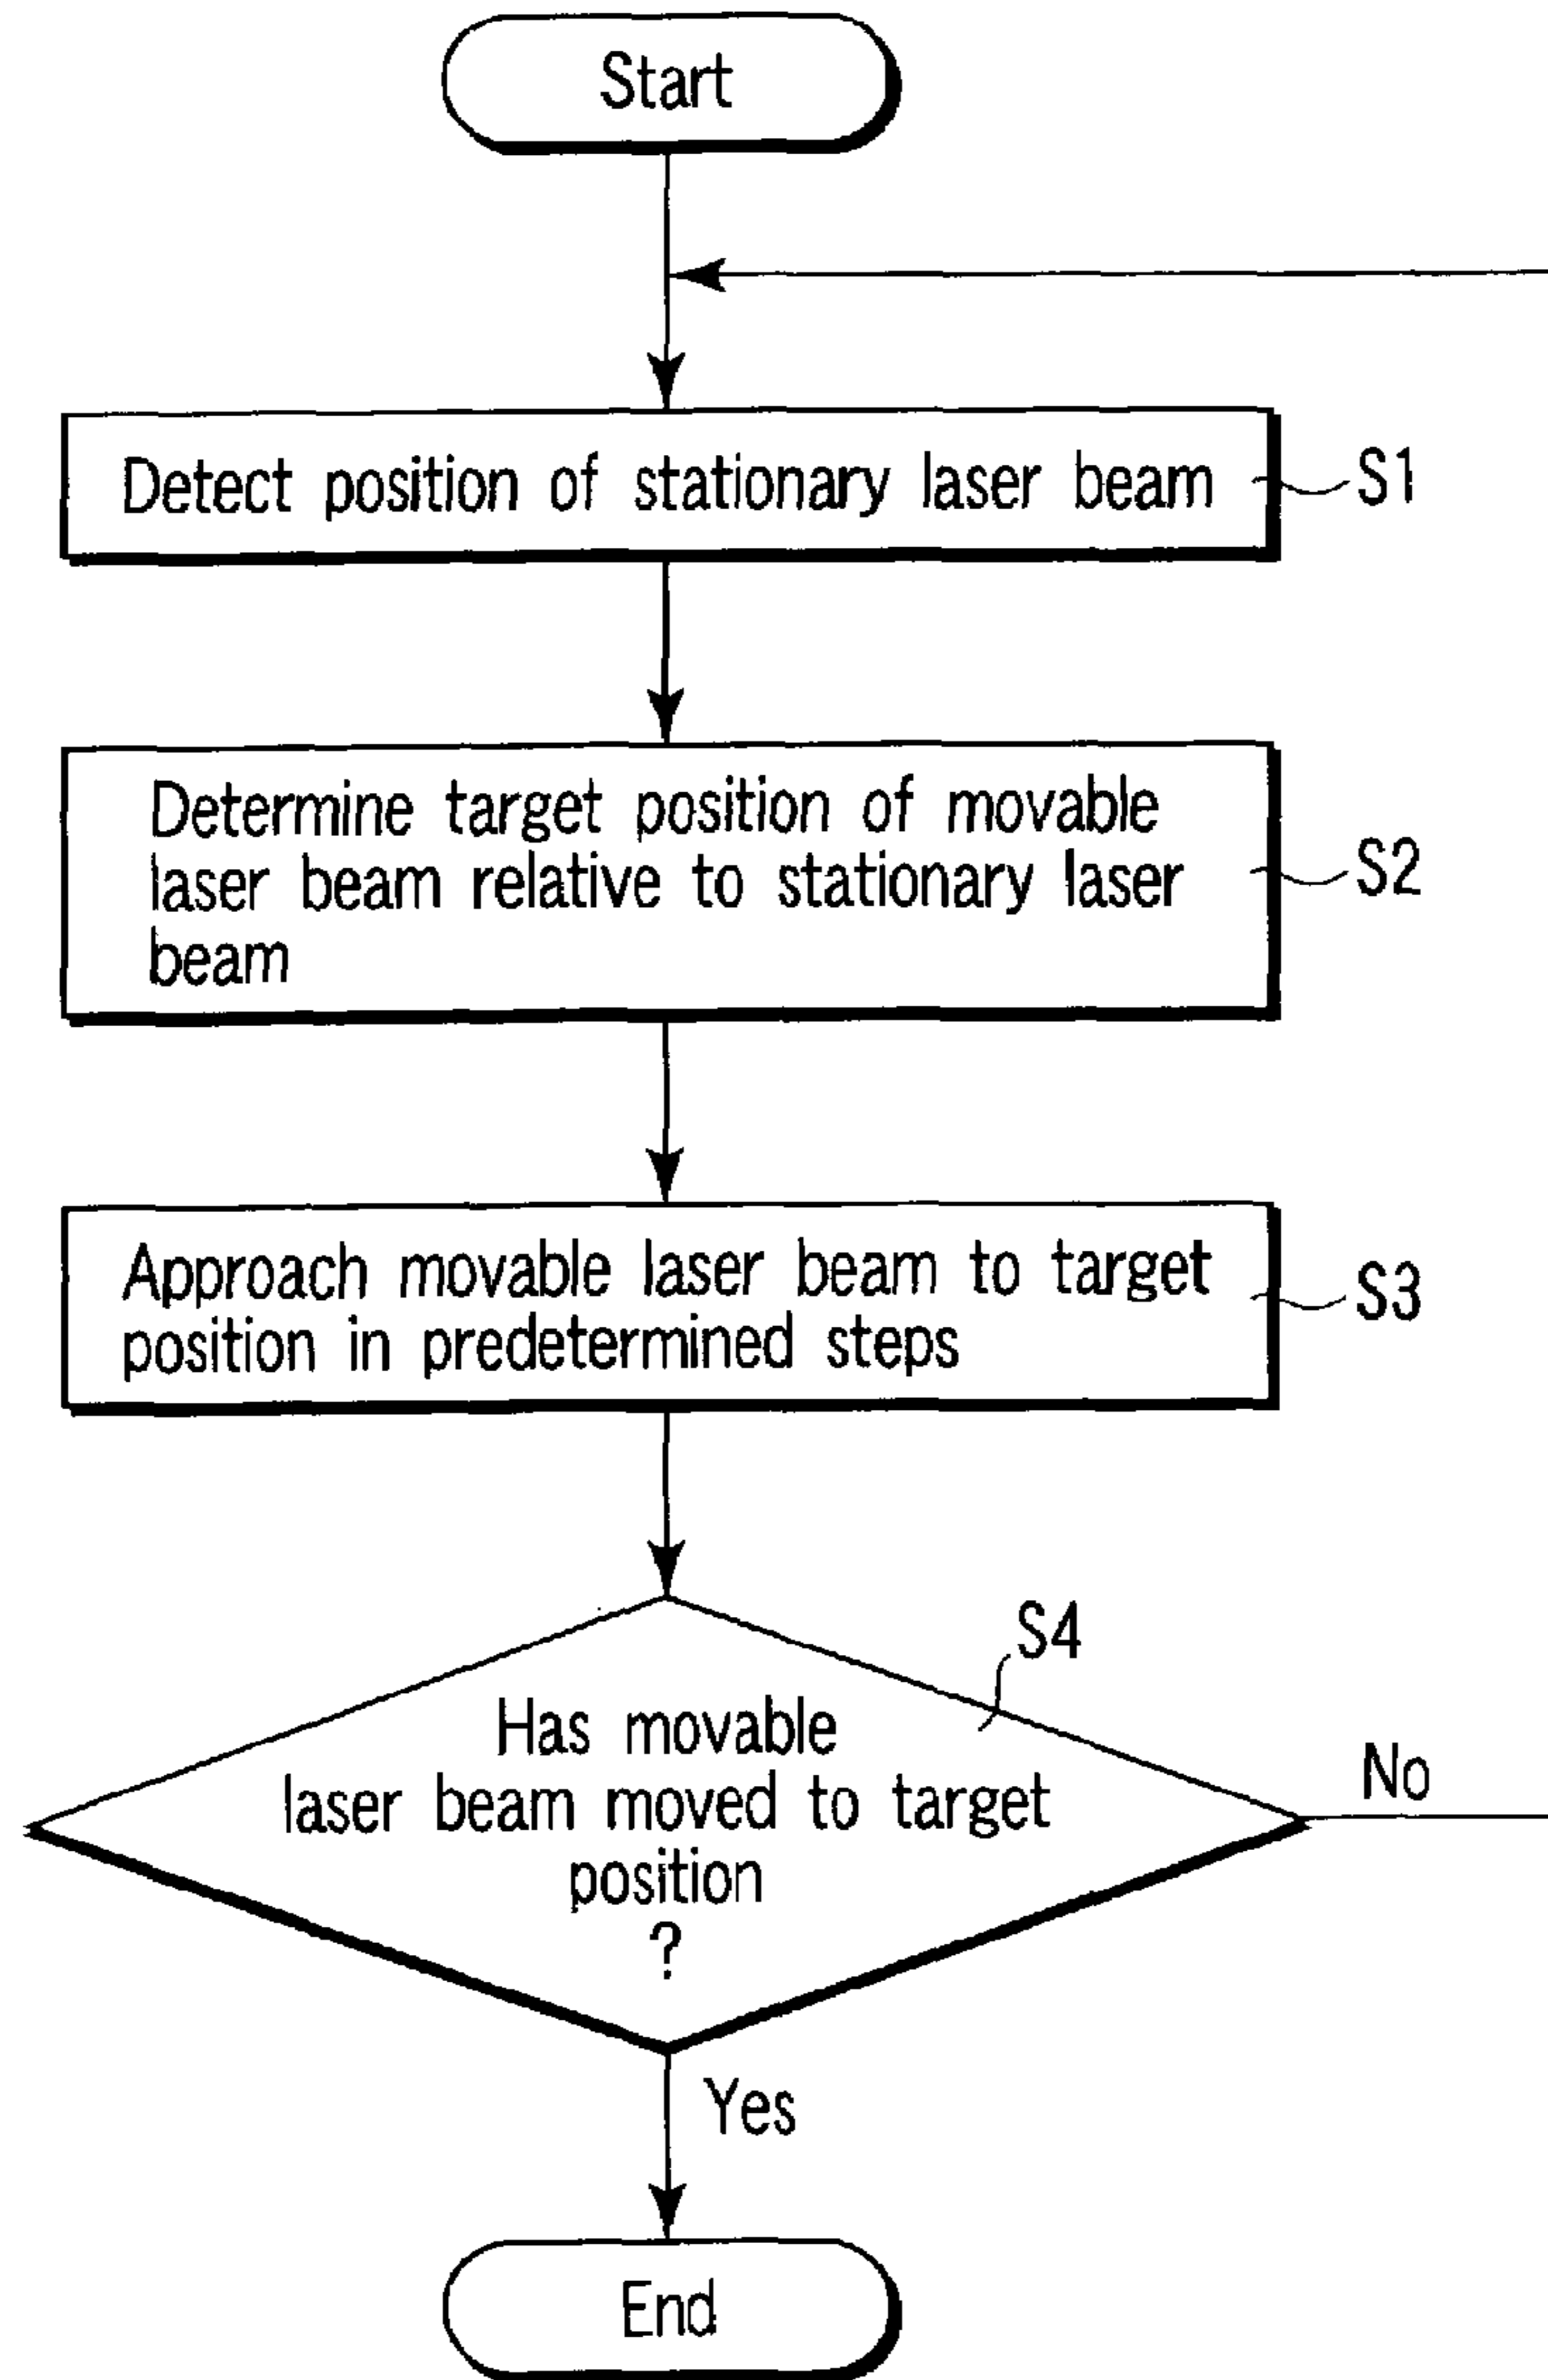 Start
Detect position of stationary laser beam
S1
Determine target position of movable
laser beam relative to stationary laser
beam
S2
Approach movable laser beam to target
position in predetermined steps
S3
S4
Has movable
laser beam moved to target
position
?
No
Yes
End